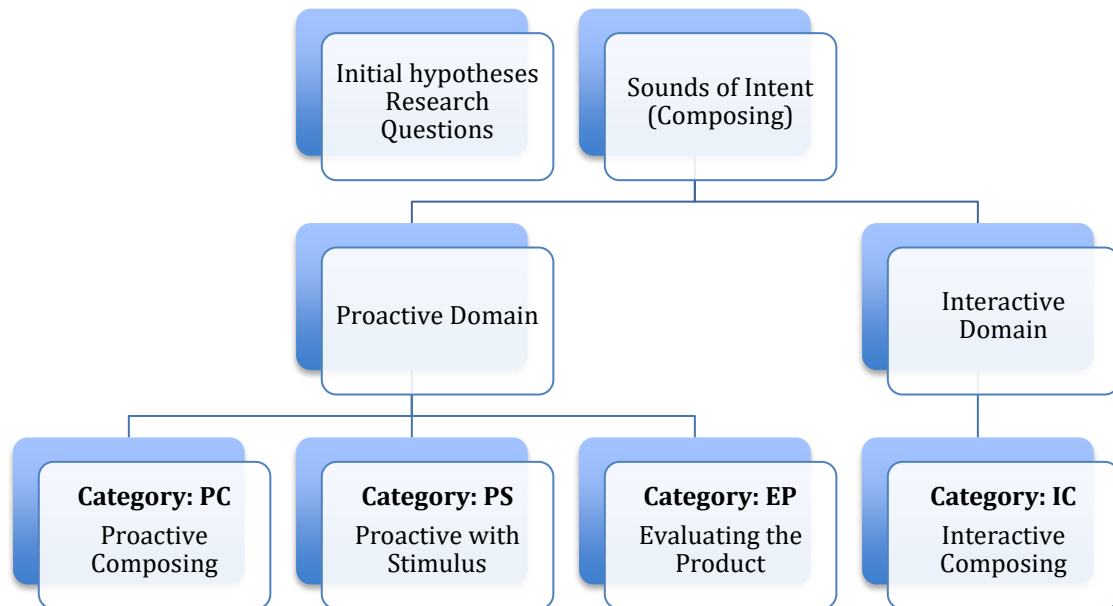 Initial hypotheses
Research
Questions
Sounds of Intent
(Composing)
Proactive Domain
Interactive
Domain
Category: PC
Proactive
Composing
Category: PS
Proactive with
Stimulus
Category: EP
Evaluating the
Product
Category: IC
Interactive
Composing